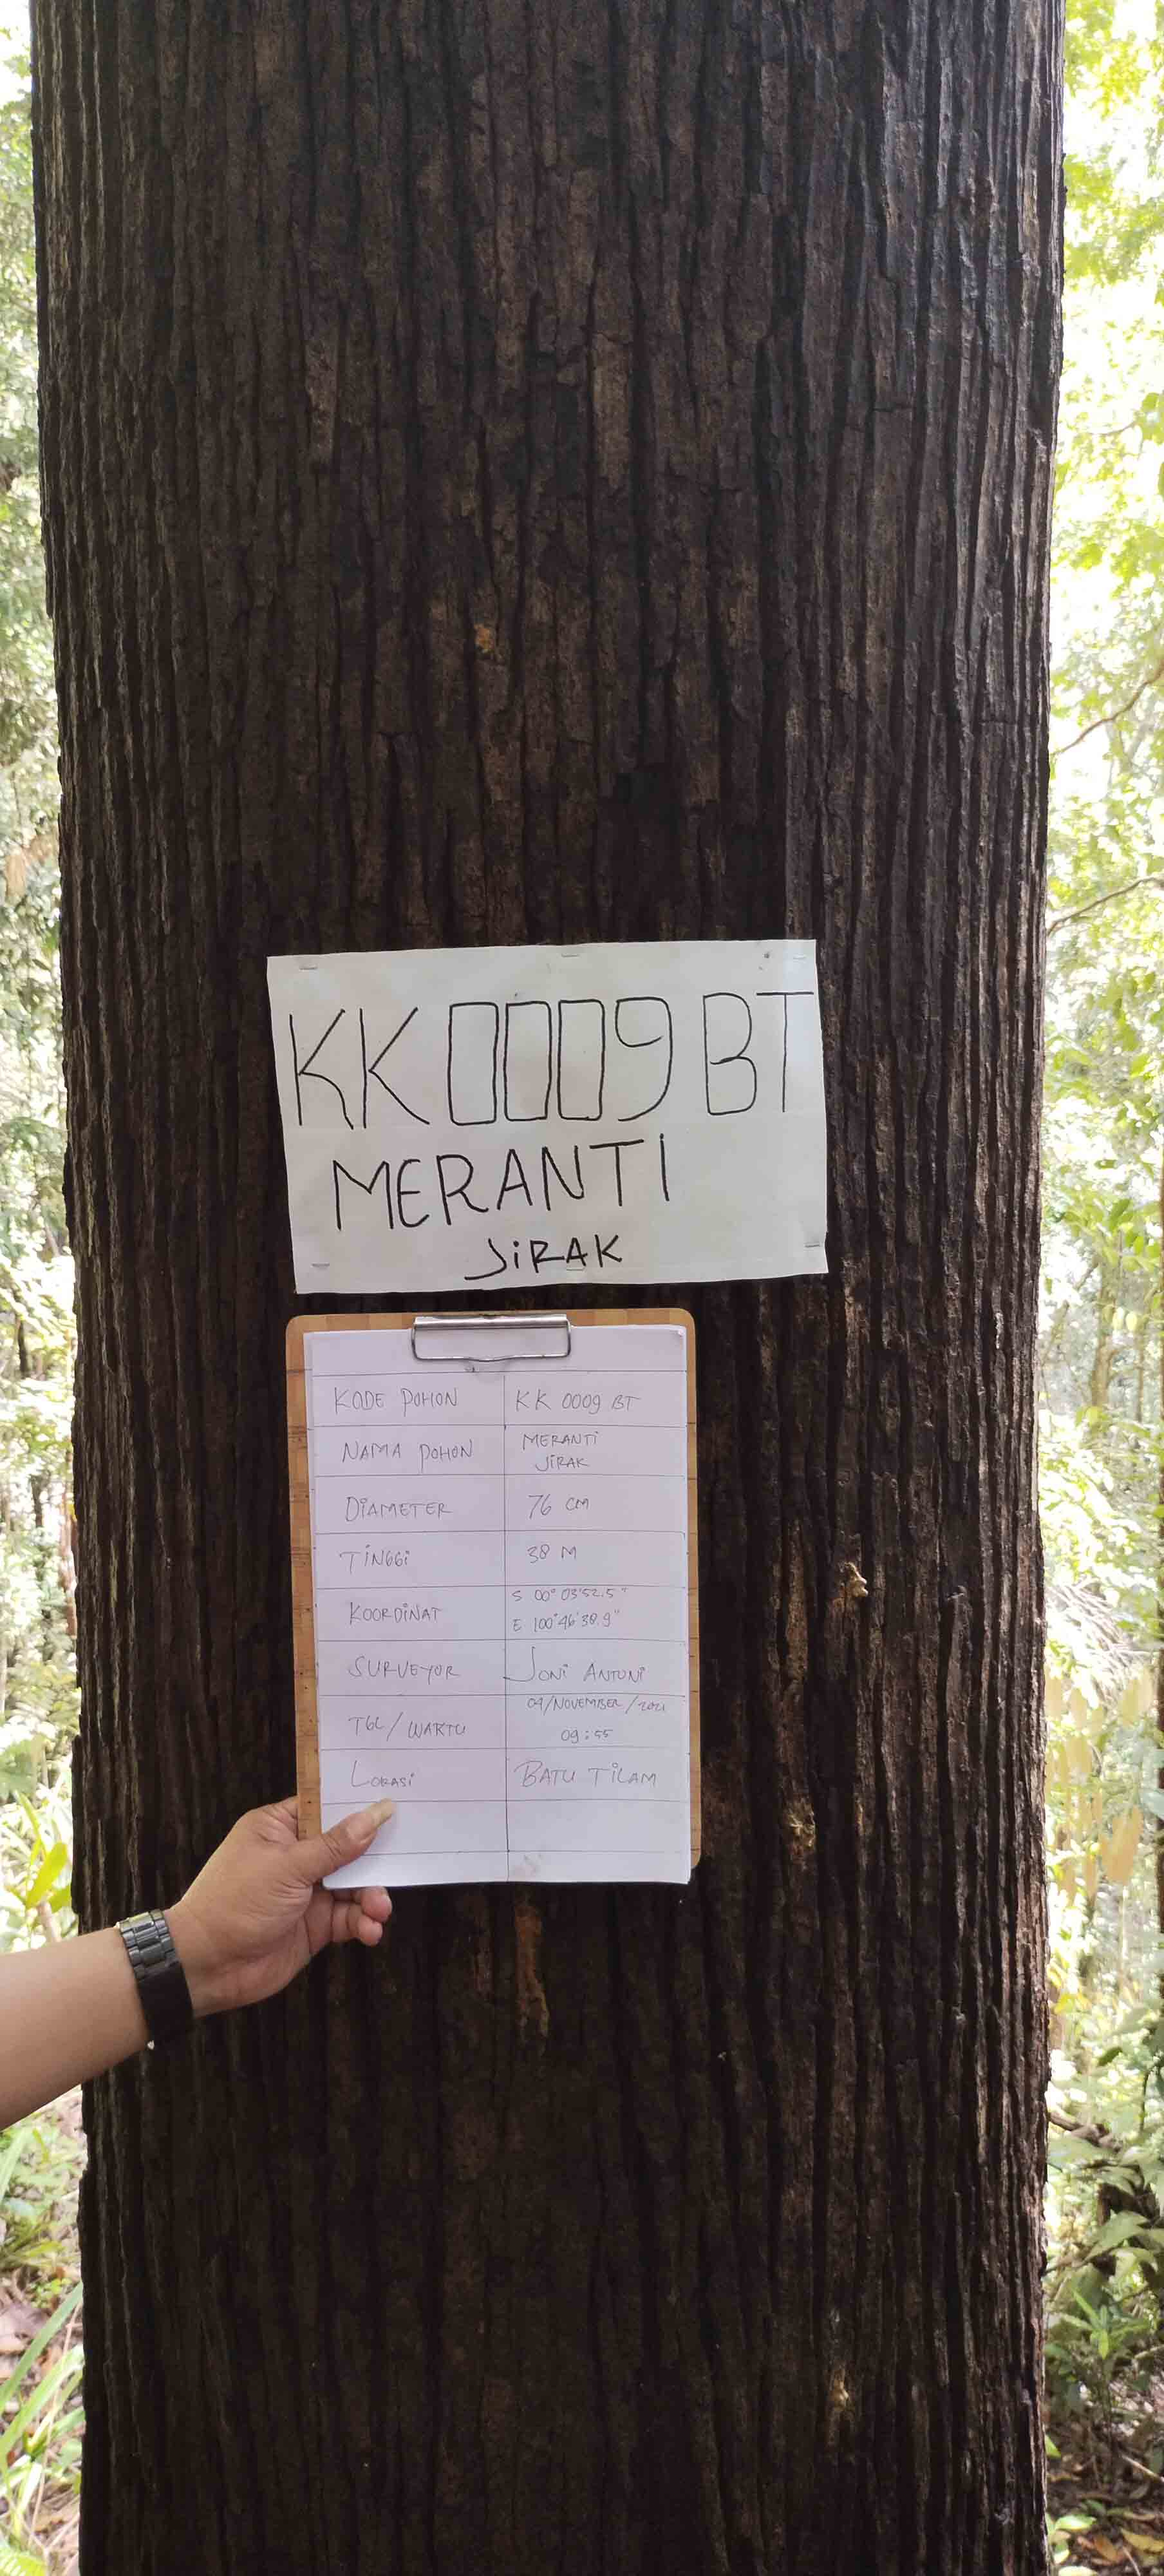 KK 0009 BT
MERANTI
JiRAK
KODE POHON KK 0009 BT
NAMA POHON MERANTi JiRAK
DiAMETER 76 CM
TiNGGi 38 M
KOORDiNAT S 00° 03'52.5" E 100°46'38.9"
SURVEYOR JONi ANTONi
TGL/WAKTU 09/NOVEMBER/2021 09:55
LOKASi BATU TiLAM